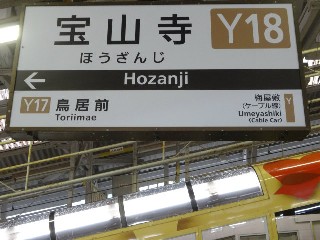 宝山寺 Y18
ほうざんじ
Hozanji
Y17 鳥居前
Toriimae
梅屋敷
(ケーブル線)
Umeyashiki
(Cable Car)
Y